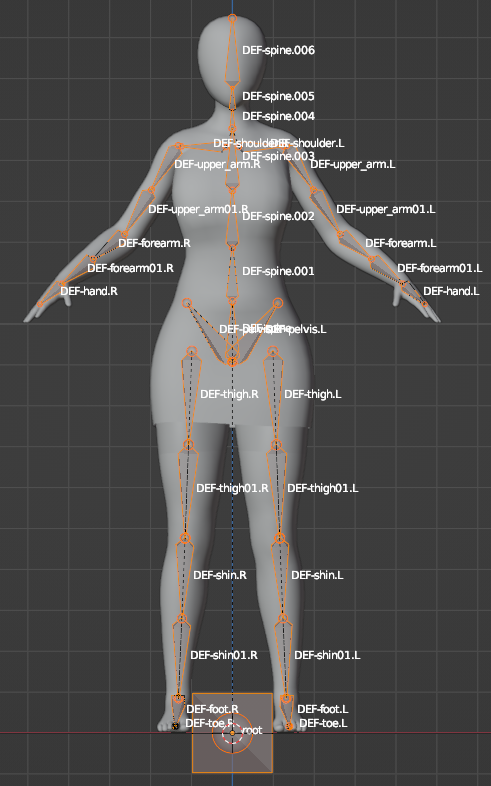 DEF-spine.006
DEF-spine.005
DEF-spine.004
DEF-shoulder.L
DEF-spine.003
DEF-upper_arm.R
DEF-upper_arm.L
DEF-upper_arm01.R
DEF-upper_arm01.L
DEF-spine.002
DEF-forearm.R
DEF-forearm.L
DEF-forearm01.R
DEF-forearm01.L
DEF-spine.001
DEF-hand.R
DEF-hand.L
DEF-pelvis.L
DEF-thigh.R
DEF-thigh.L
DEF-thigh01.R
DEF-thigh01.L
DEF-shin.R
DEF-shin.L
DEF-shin01.R
DEF-shin01.L
DEF-foot.R
DEF-foot.L
DEF-toe.R
DEF-toe.L
root